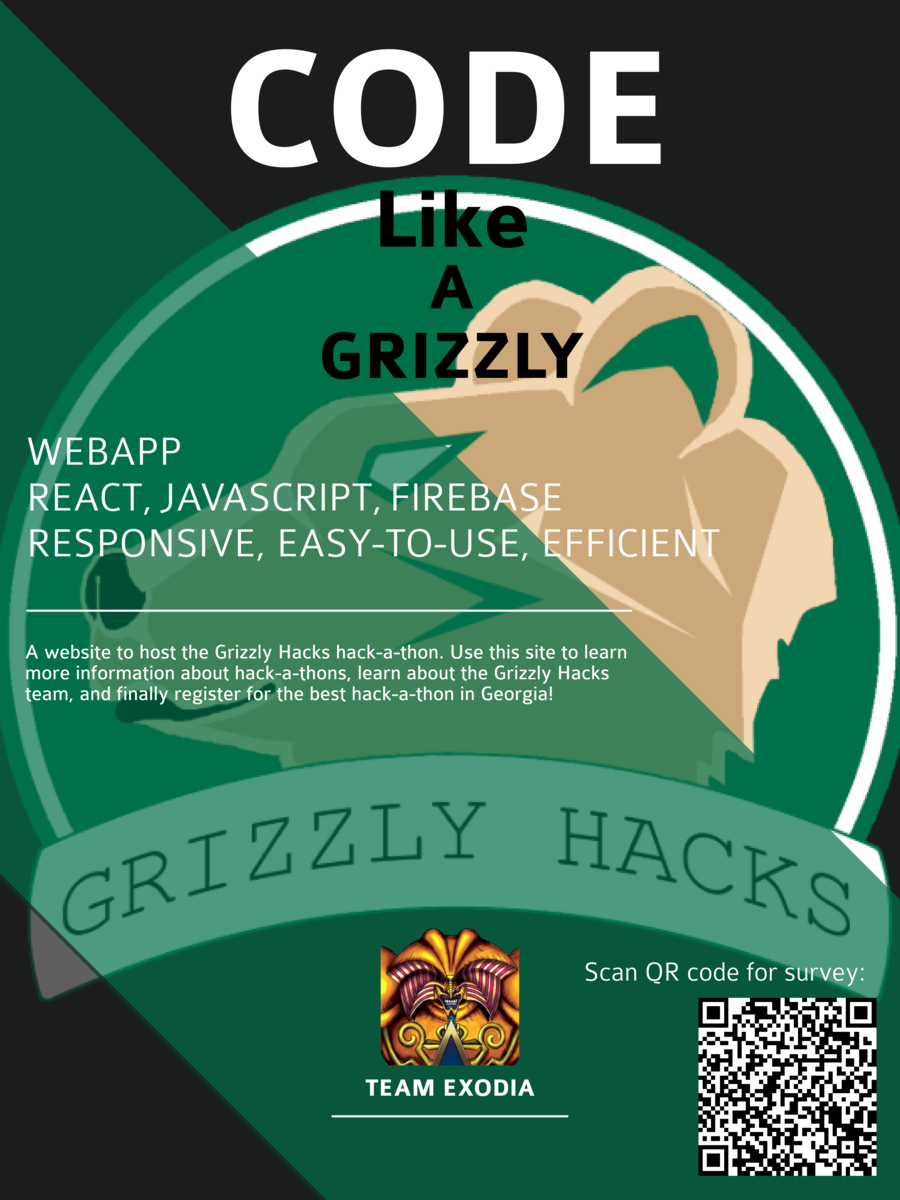 CODE
Like
A
GRIZZLY
WEBAPP
REACT, JAVASCRIPT, FIREBASE
RESPONSIVE, EASY-TO-USE, EFFICIENT
A website to host the Grizzly Hacks hack-a-thon. Use this site to learn
more information about hack-a-thons, learn about the Grizzly Hacks
team, and finally register for the best hack-a-thon in Georgia!
GRIZZLY HACKS
Scan QR code for survey:
TEAM EXODIA